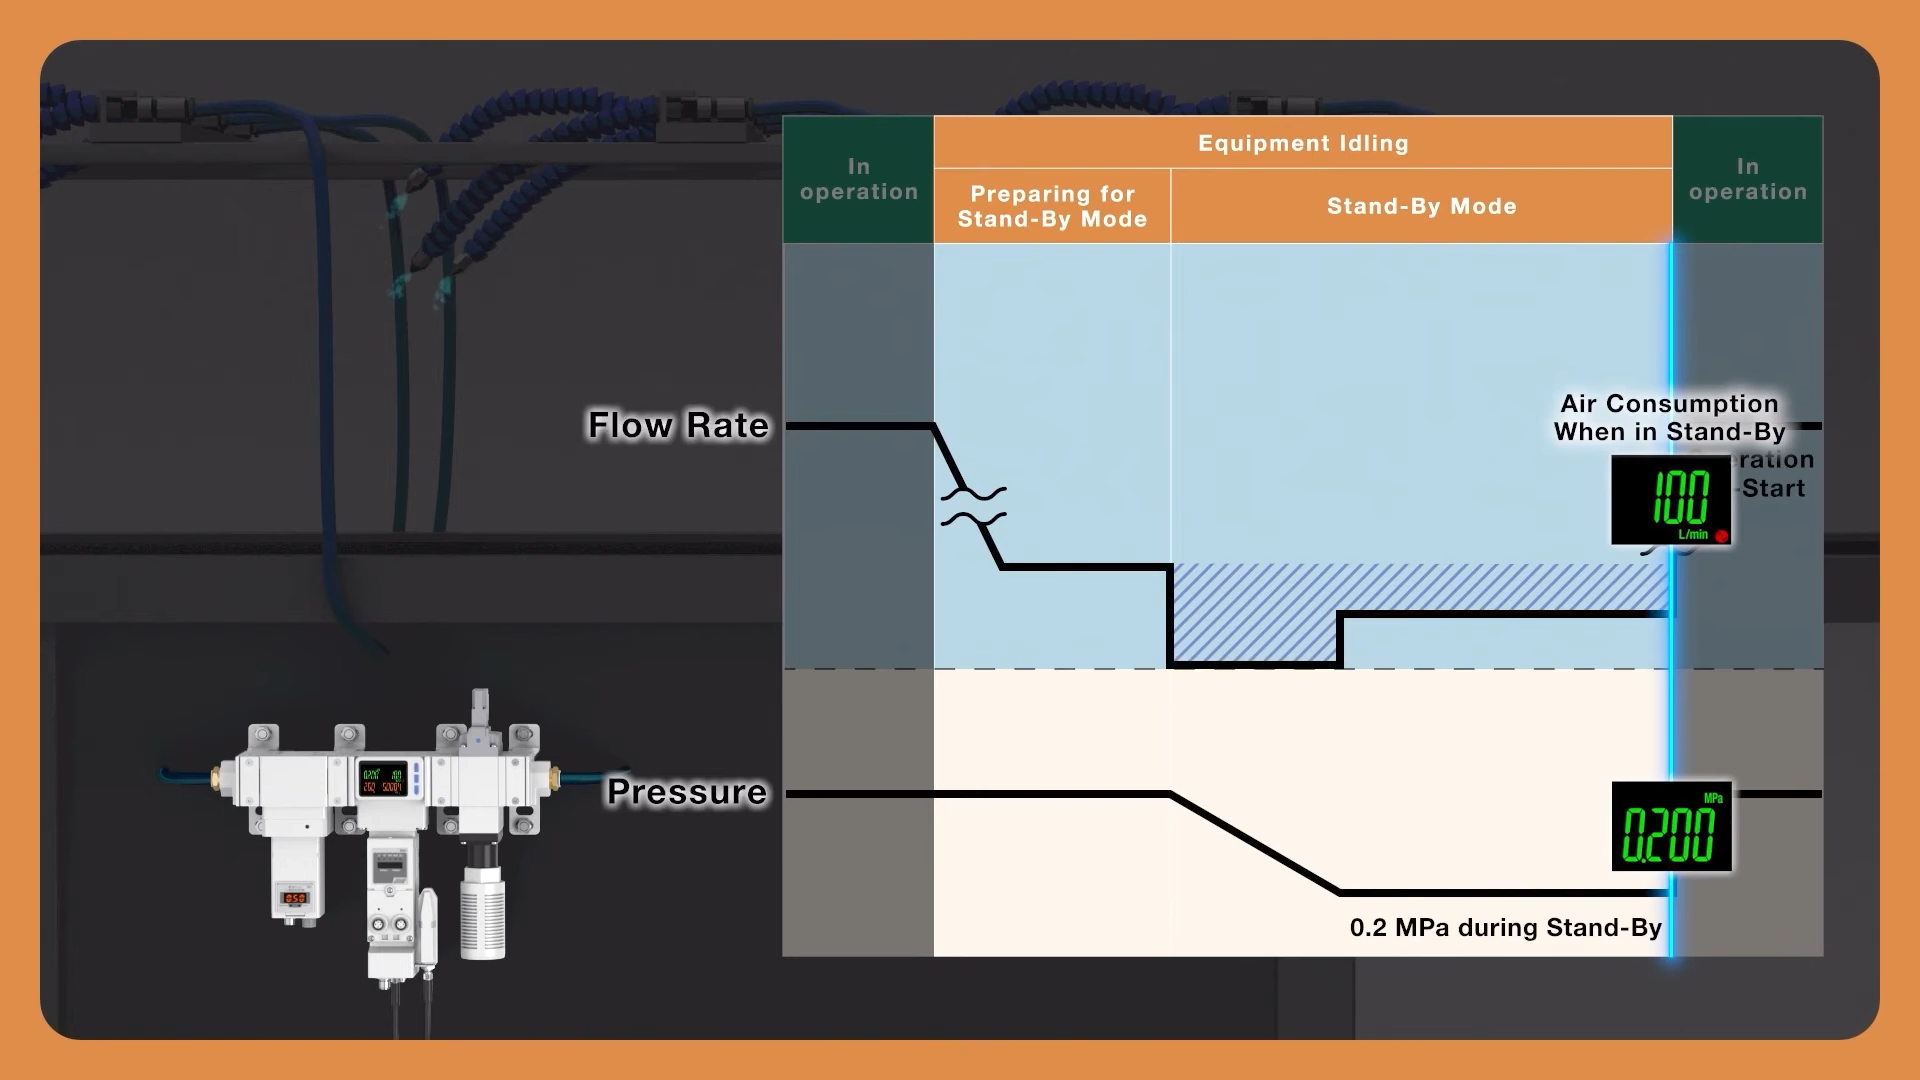 Equipment Idling
In
operation
Preparing for
Stand-By Mode
Stand-By Mode
In
operation
Flow Rate
Air Consumption
When in Stand-By
100
L/min
-Start
Pressure
MPa
0.200
0.2 MPa during Stand-By